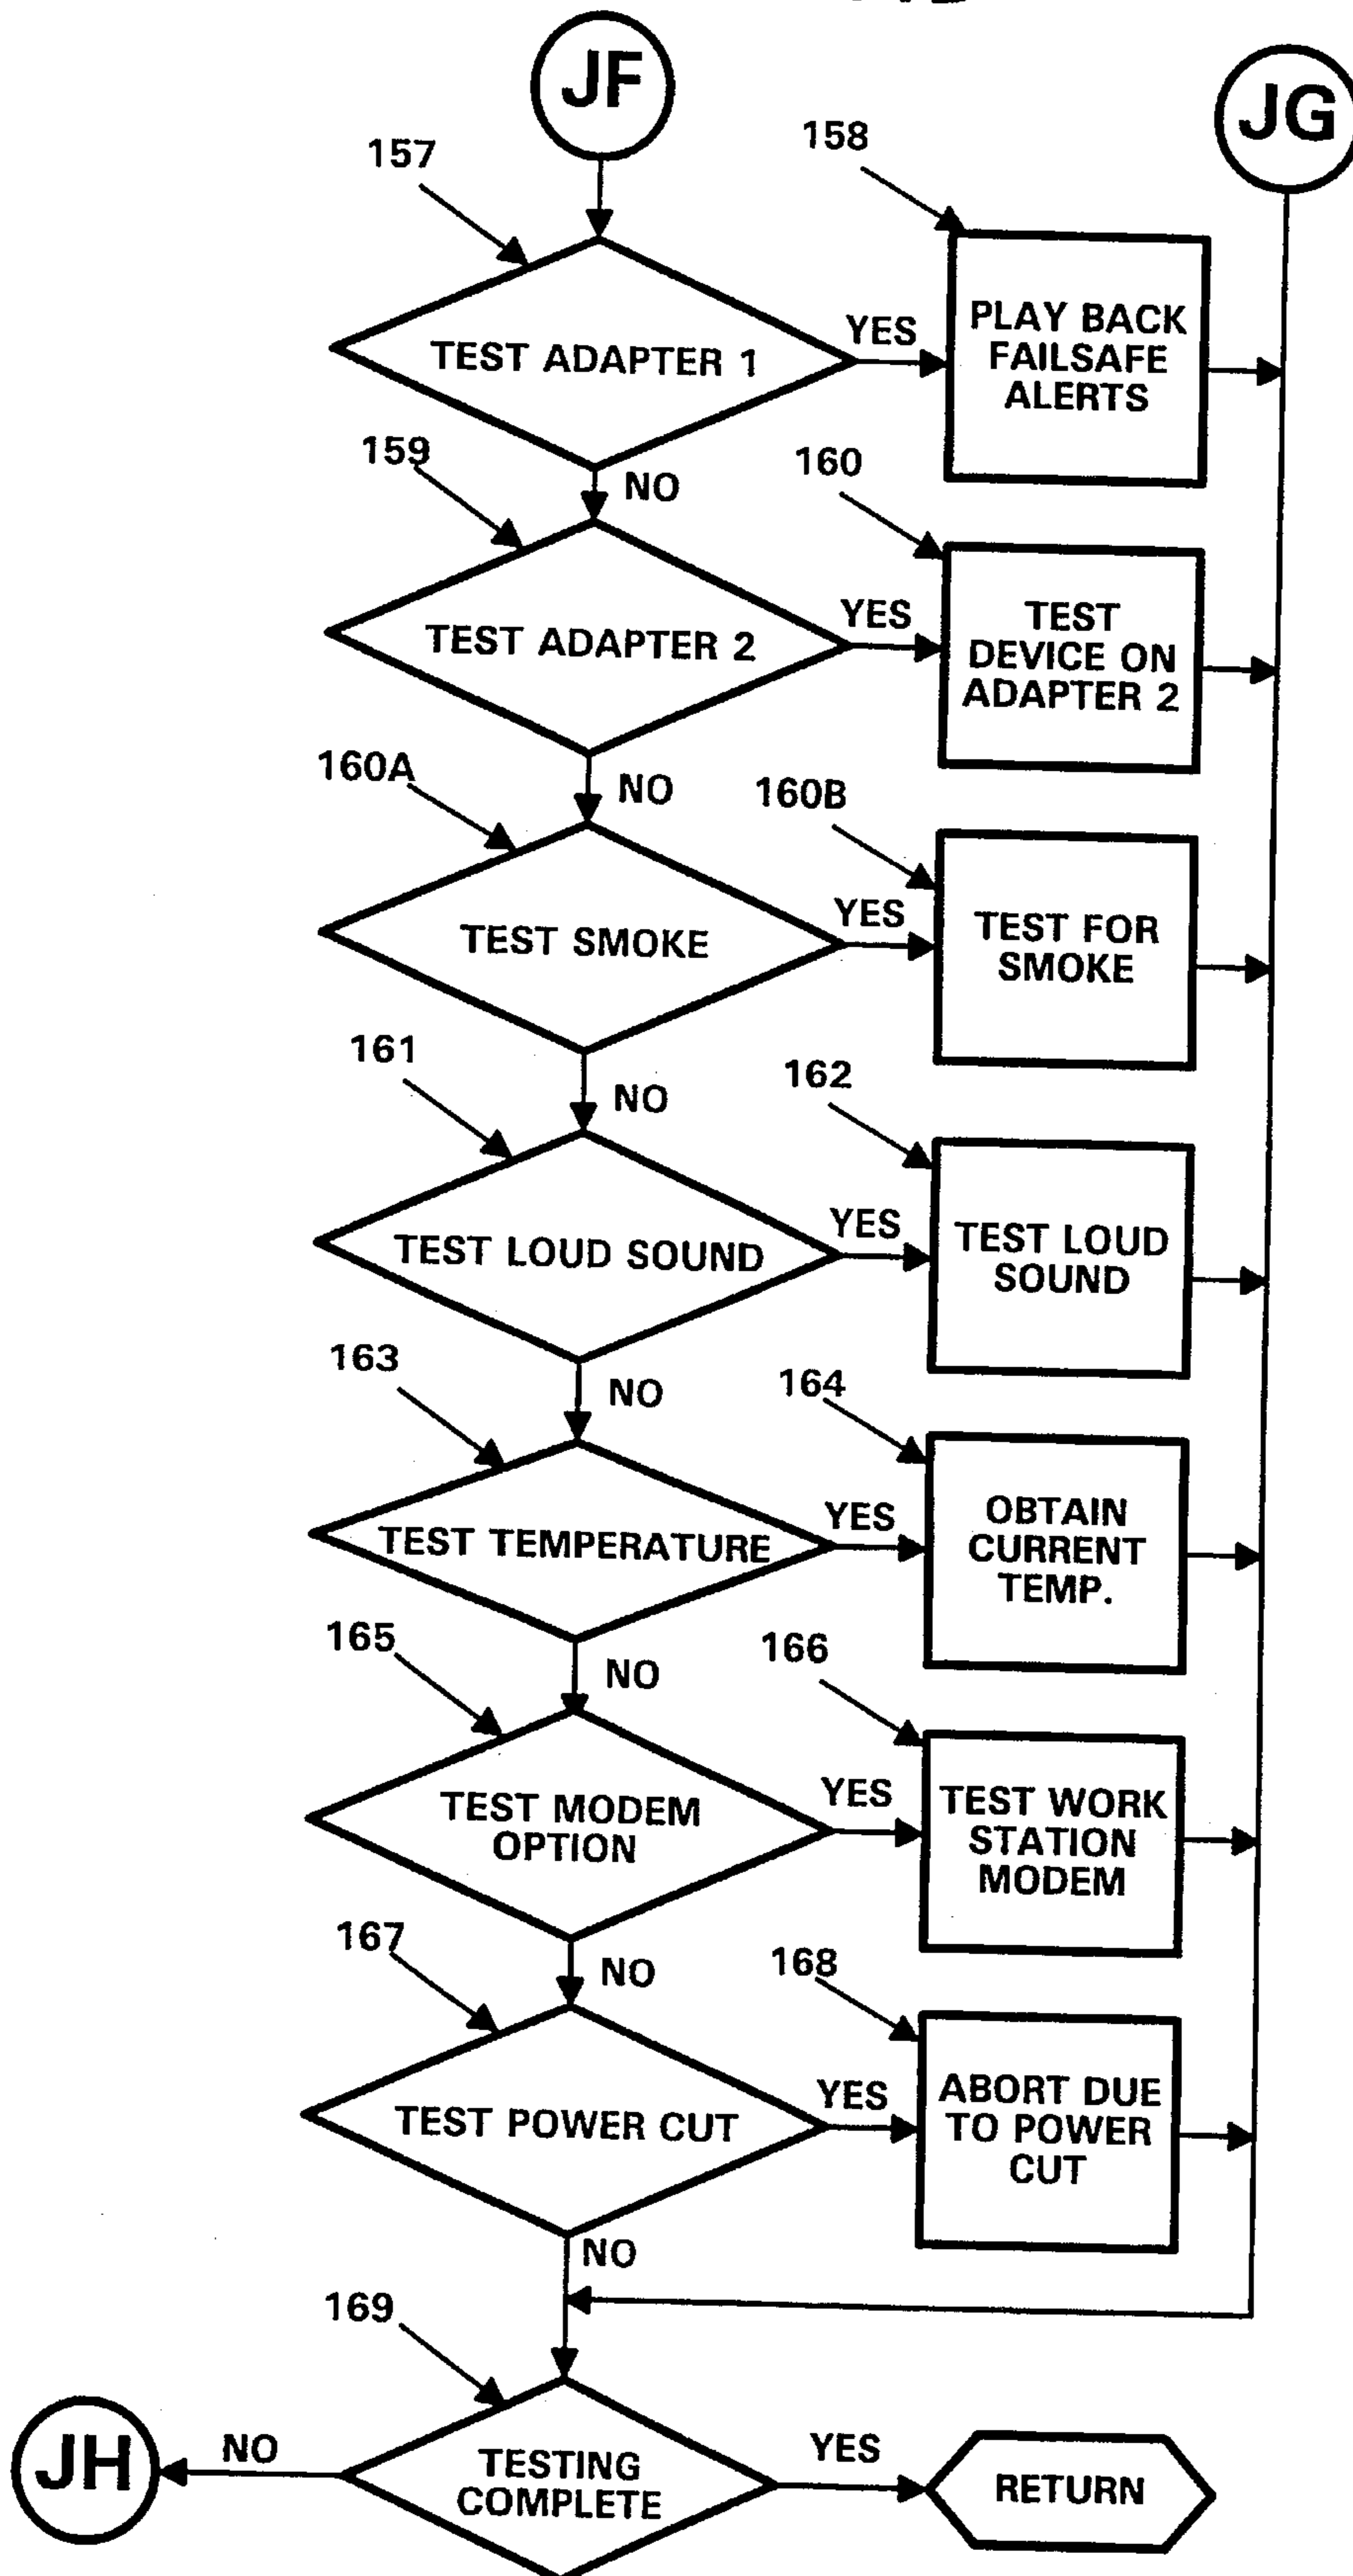 JF
JG
157
158
TEST ADAPTER 1
YES
PLAY BACK
FAILSAFE
ALERTS
NO
159
160
TEST ADAPTER 2
YES
TEST
DEVICE ON
ADAPTER 2
NO
160A
160B
TEST SMOKE
YES
TEST FOR
SMOKE
NO
161
162
TEST LOUD SOUND
YES
TEST LOUD
SOUND
NO
163
164
TEST TEMPERATURE
YES
OBTAIN
CURRENT
TEMP.
NO
165
166
TEST MODEM
OPTION
YES
TEST WORK
STATION
MODEM
NO
167
168
TEST POWER CUT
YES
ABORT DUE
TO POWER
CUT
NO
169
JH
NO
TESTING
COMPLETE
YES
RETURN